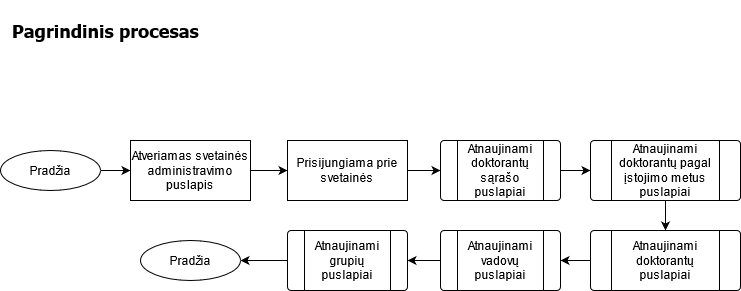 Pagrindinis procesas
Pradžia
Atveriamas svetainės
administravimo
puslapis
Prisijungiama prie
svetainės
Atnaujinami
doktorantų
sąrašo
puslapiai
Atnaujinami
doktorantų pagal
įstojimo metus
puslapiai
Atnaujinami
doktorantų
puslapiai
Atnaujinami
vadovų
puslapiai
Atnaujinami
grupių
puslapiai
Pradžia